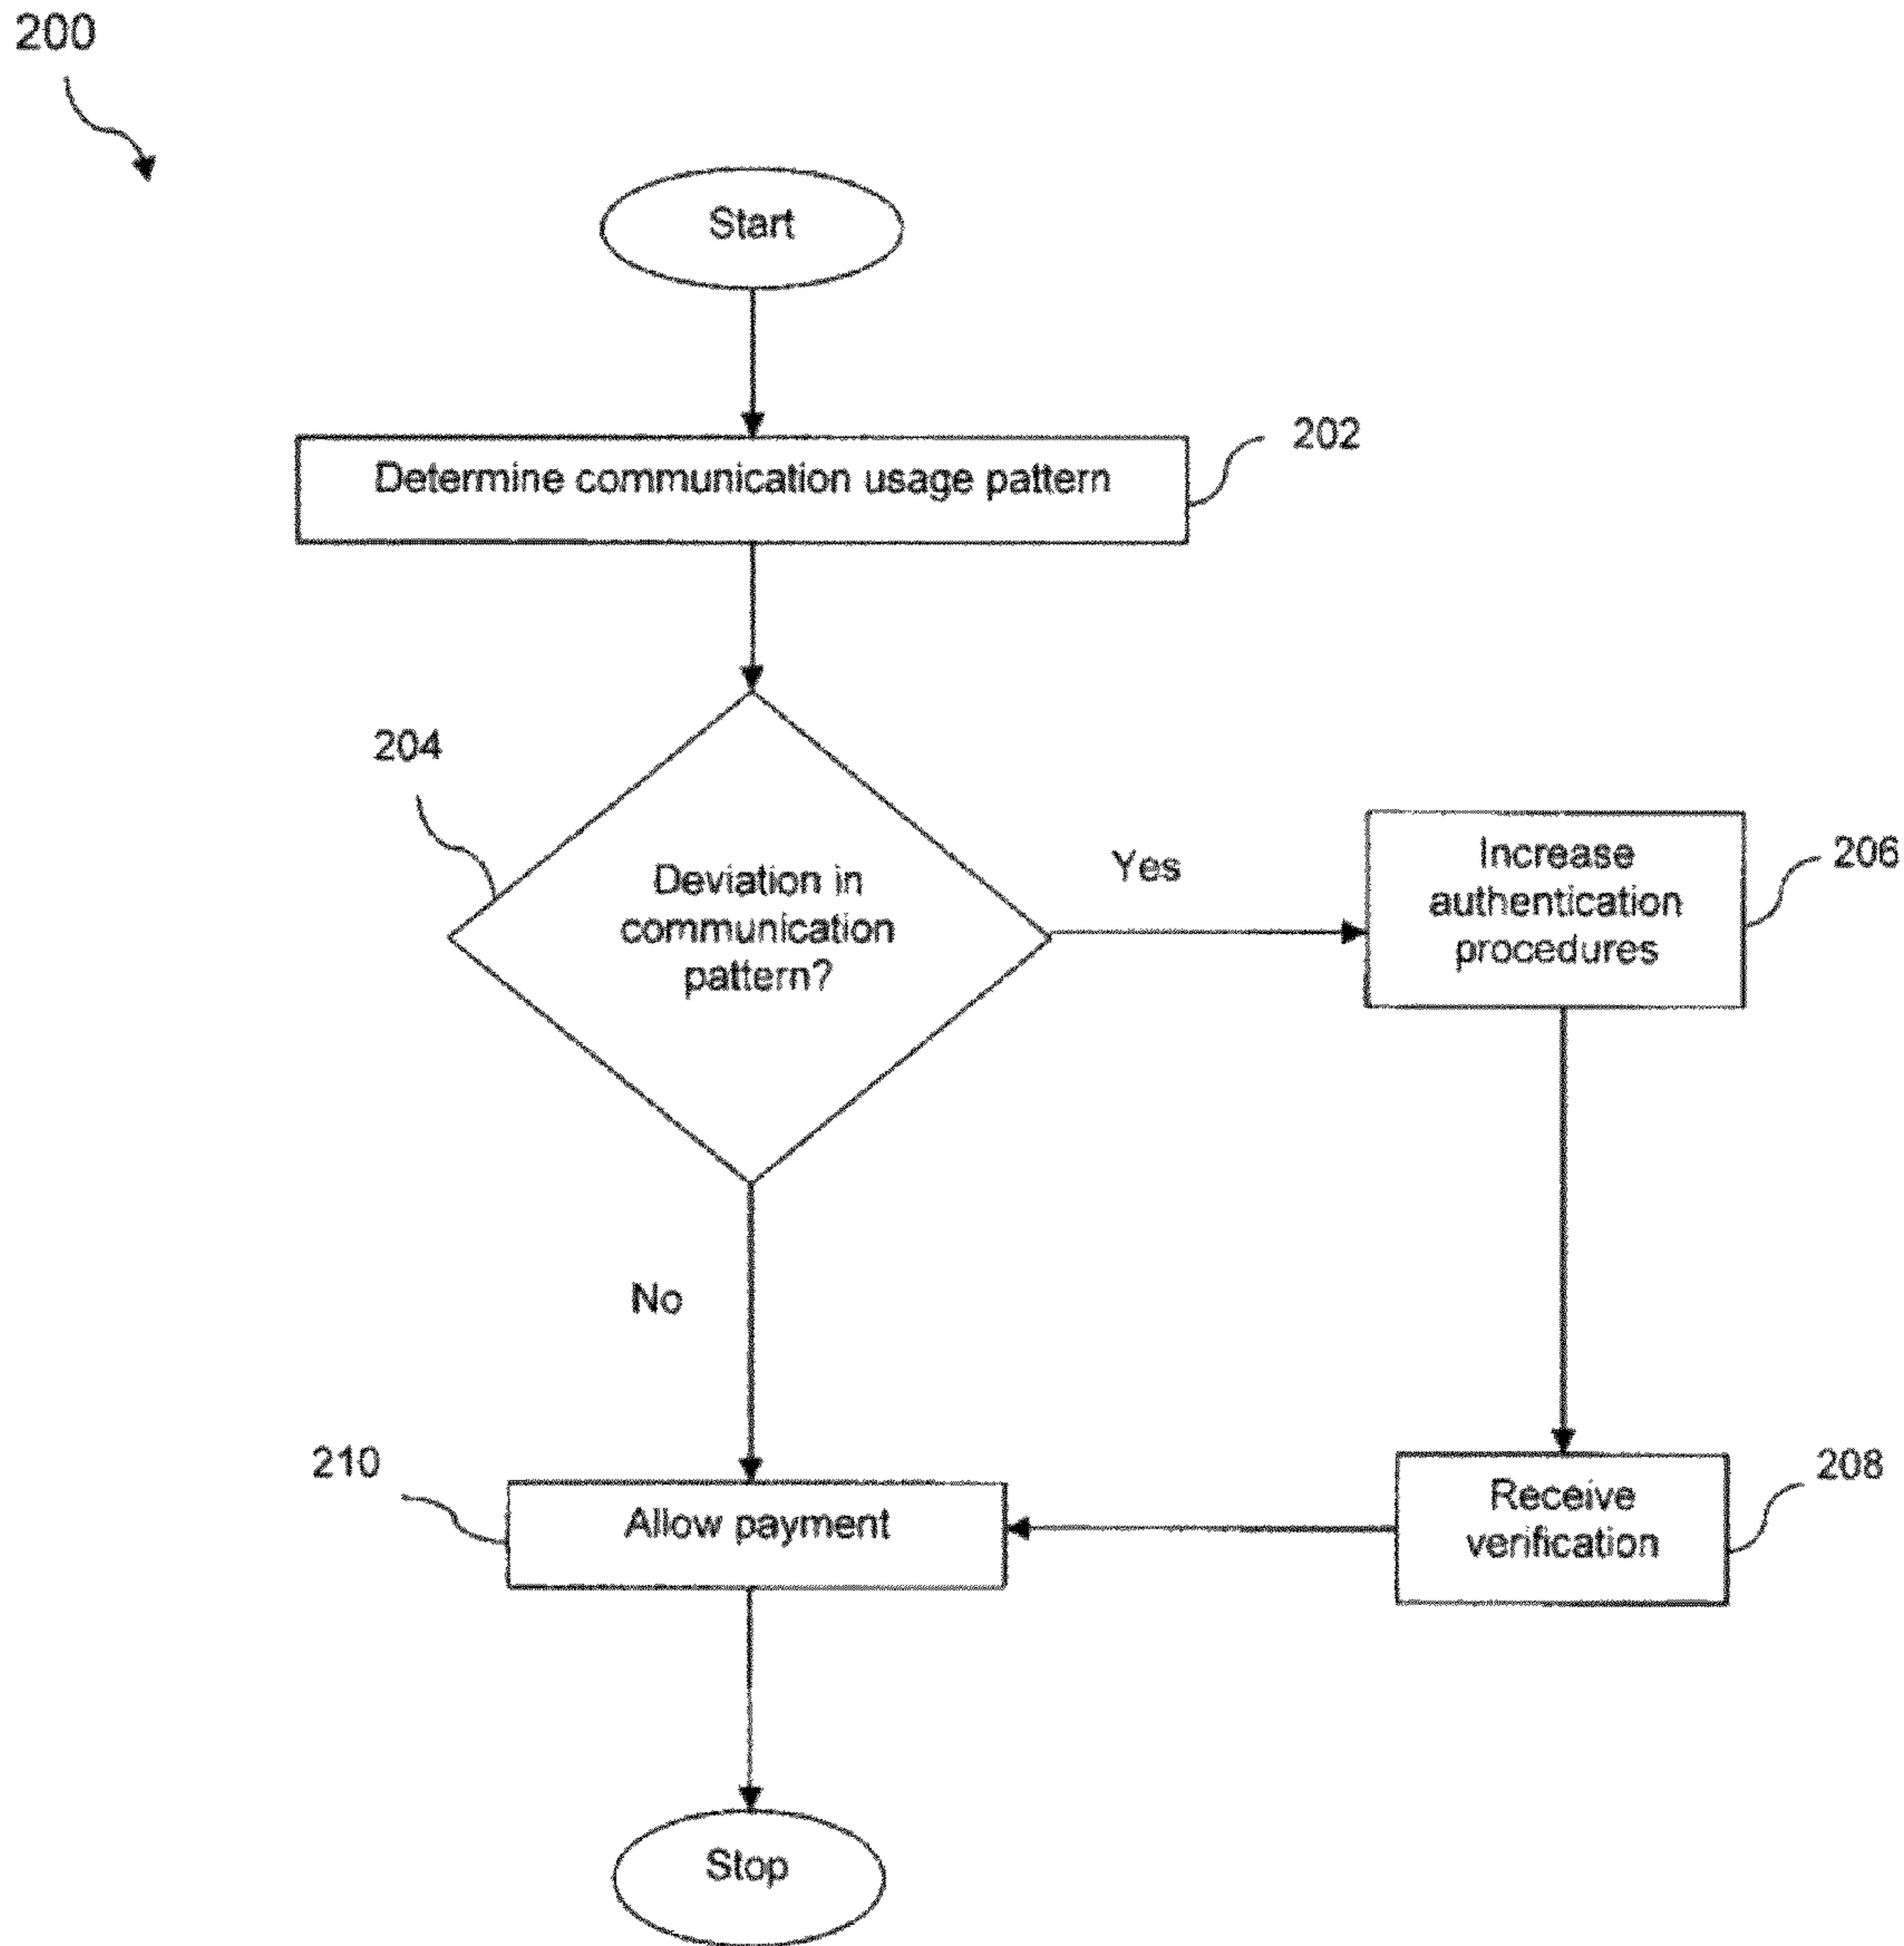 200
Start
Determine communication usage pattern
202
204
Deviation in
communication
pattern?
Yes
Increase
authentication
procedures
206
No
210
Allow payment
Receive
verification
208
Stop